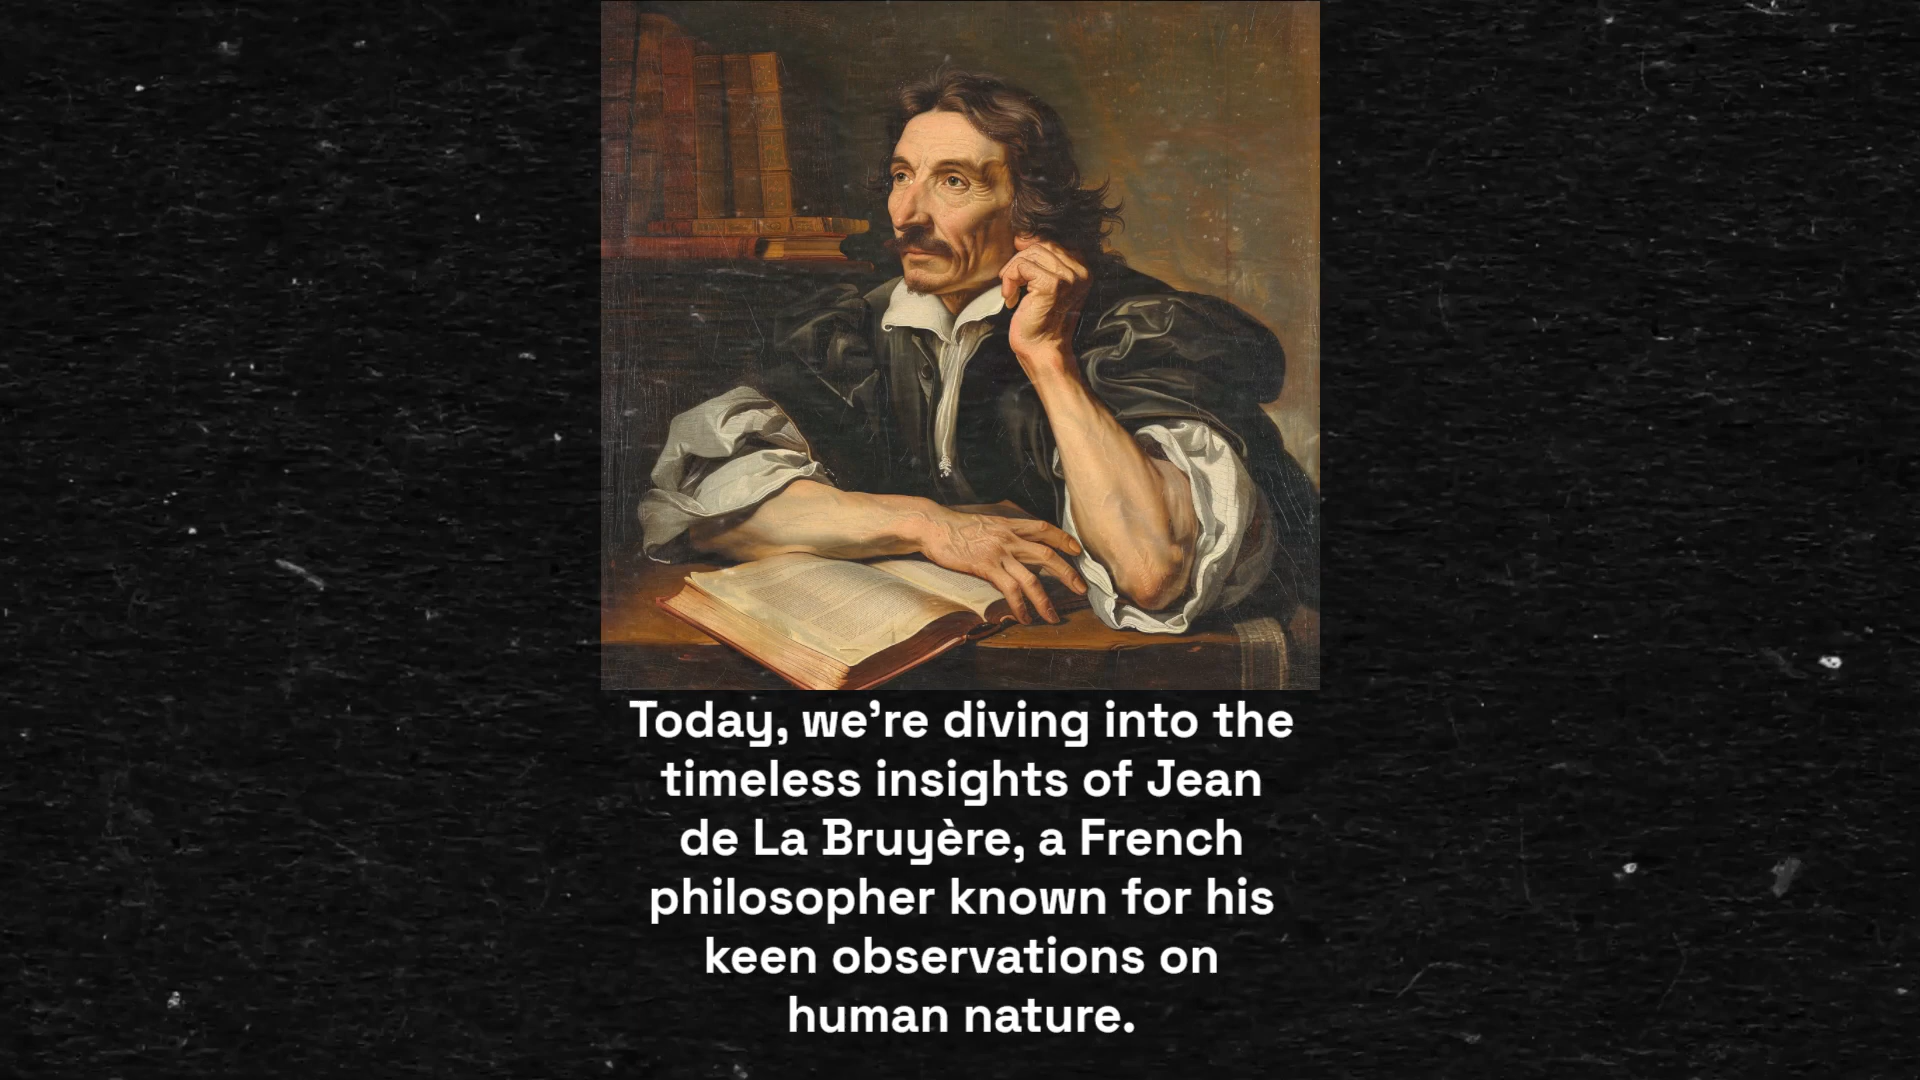 Today, we’re diving into the
timeless insights of Jean
de La Bruyère, a French
philosopher known for his
keen observations on
human nature.